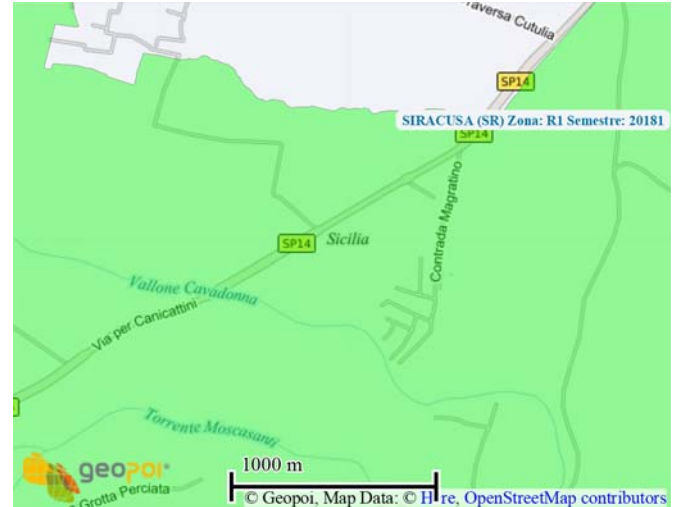 Traversa Cutulia
SP14
SIRACUSA (SR) Zona: R1 Semestre: 20181
SP14
Contrada Magratino
SP14
Sicilia
Vallone Cavadonna
Via per Canicattini
Torrente Moscasanti
geopoi
Grotta Perciata
1000 m
© Geopoi, Map Data: © Here, OpenStreetMap contributors